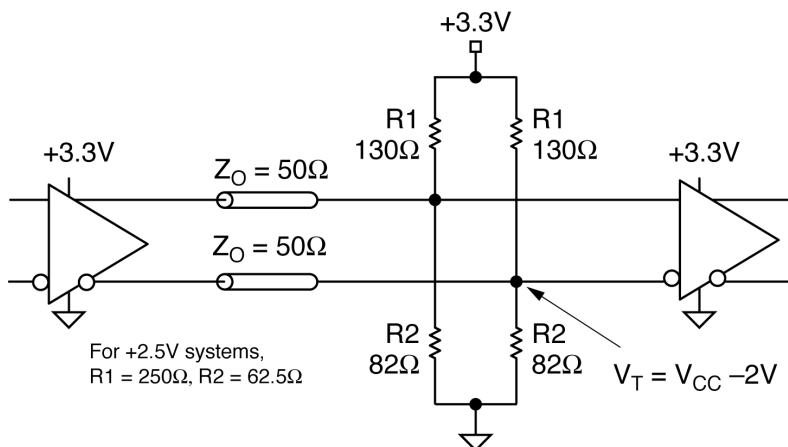 +3.3V
R1
130Ω
R1
130Ω
+3.3V
Z_O = 50Ω
+3.3V
Z_O = 50Ω
R2
82Ω
R2
82Ω
For +2.5V systems,
R1 = 250Ω, R2 = 62.5Ω
V_T = V_CC –2V